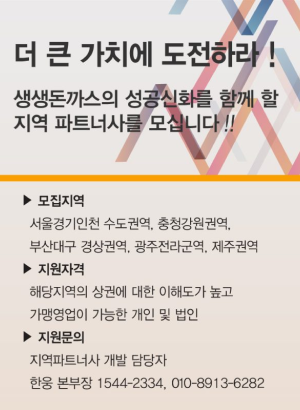 더 큰 가치에 도전하라 !
생생돈까스의 성공신화를 함께 할
지역 파트너사를 모십니다 !!
▶ 모집지역
서울경기인천 수도권역, 충청강원권역,
부산대구 경상권역, 광주전라군역, 제주권역
▶ 지원자격
해당지역의 상권에 대한 이해도가 높고
가맹영업이 가능한 개인 및 법인
▶ 지원문의
지역파트너사 개발 담당자
한웅 본부장 1544-2334, 010-8913-6282